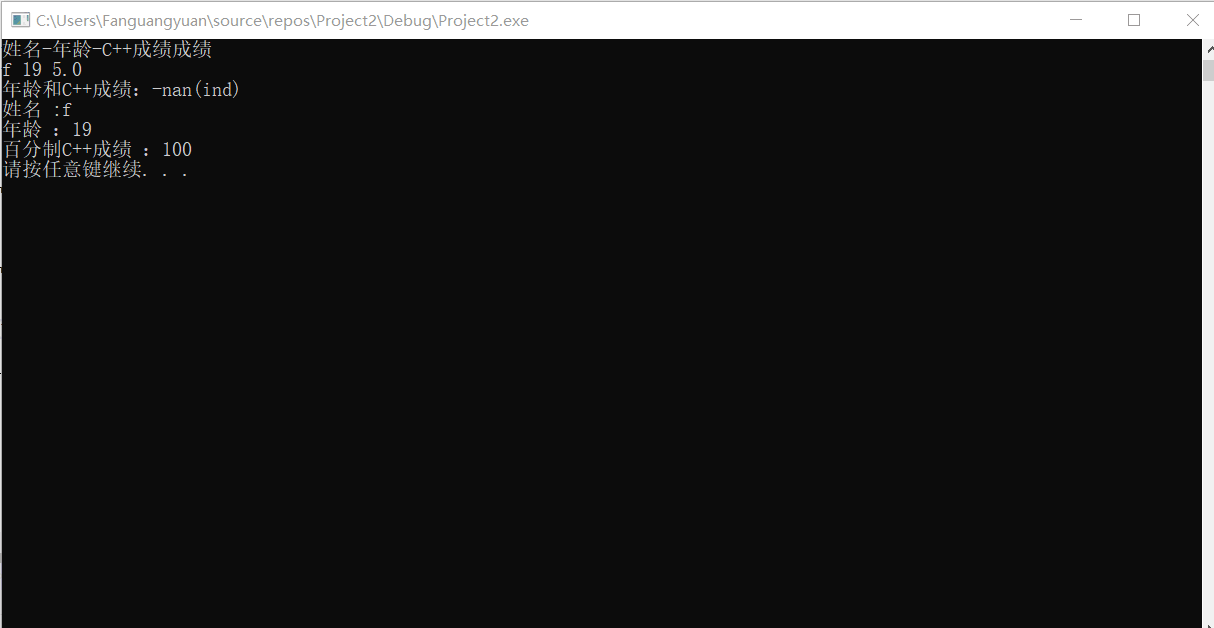 C:\Users\Fanguangyuan\source\repos\Project2\Debug\Project2.exe
姓名-年龄-C++成绩成绩
f 19 5.0
年龄和C++成绩：-nan(ind)
姓名 :f
年龄 ：19
百分制C++成绩 ：100
请按任意键继续. . .